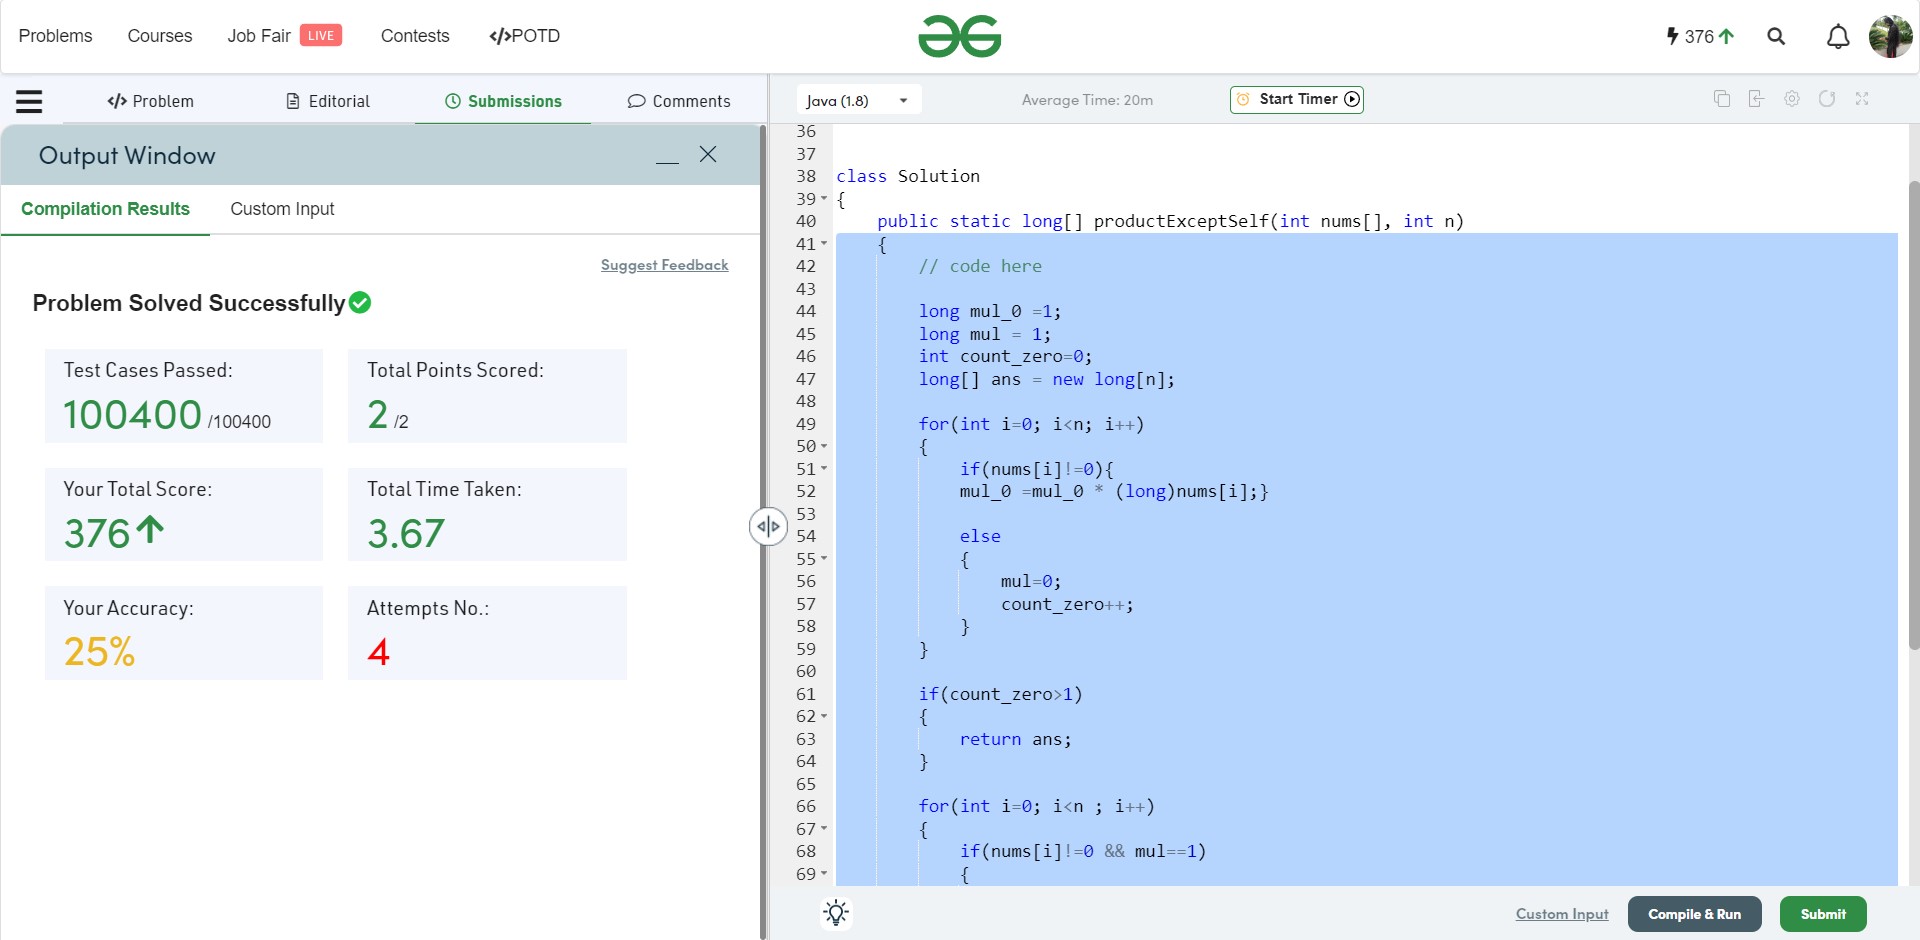 Problems Courses Job Fair LIVE Contests </>POTD
376
</> Problem Editorial Submissions Comments
Output Window
Compilation Results Custom Input
Suggest Feedback
Problem Solved Successfully
Test Cases Passed: Total Points Scored:
100400 /100400 2 /2
Your Total Score: Total Time Taken:
376 3.67
Your Accuracy: Attempts No.:
25% 4
Java (1.8) Average Time: 20m Start Timer
36
37
38 class Solution
39 {
40 public static long[] productExceptSelf(int nums[], int n)
41 {
42 // code here
43
44 long mul_0 =1;
45 long mul = 1;
46 int count_zero=0;
47 long[] ans = new long[n];
48
49 for(int i=0; i<n; i++)
50 {
51 if(nums[i]!=0){
52 mul_0 =mul_0 * (long)nums[i];}
53
54 else
55 {
56 mul=0;
57 count_zero++;
58 }
59 }
60
61 if(count_zero>1)
62 {
63 return ans;
64 }
65
66 for(int i=0; i<n ; i++)
67 {
68 if(nums[i]!=0 && mul==1)
69 {
Custom Input Compile & Run Submit